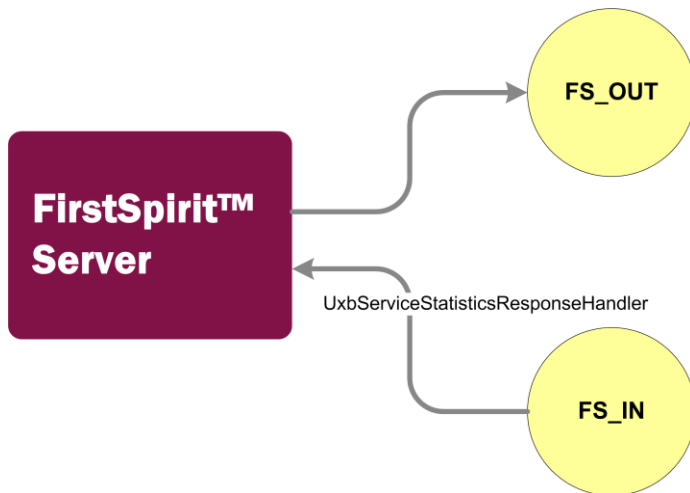 FS_OUT
FirstSpirit™
Server
UxbServiceStatisticsResponseHandler
FS_IN